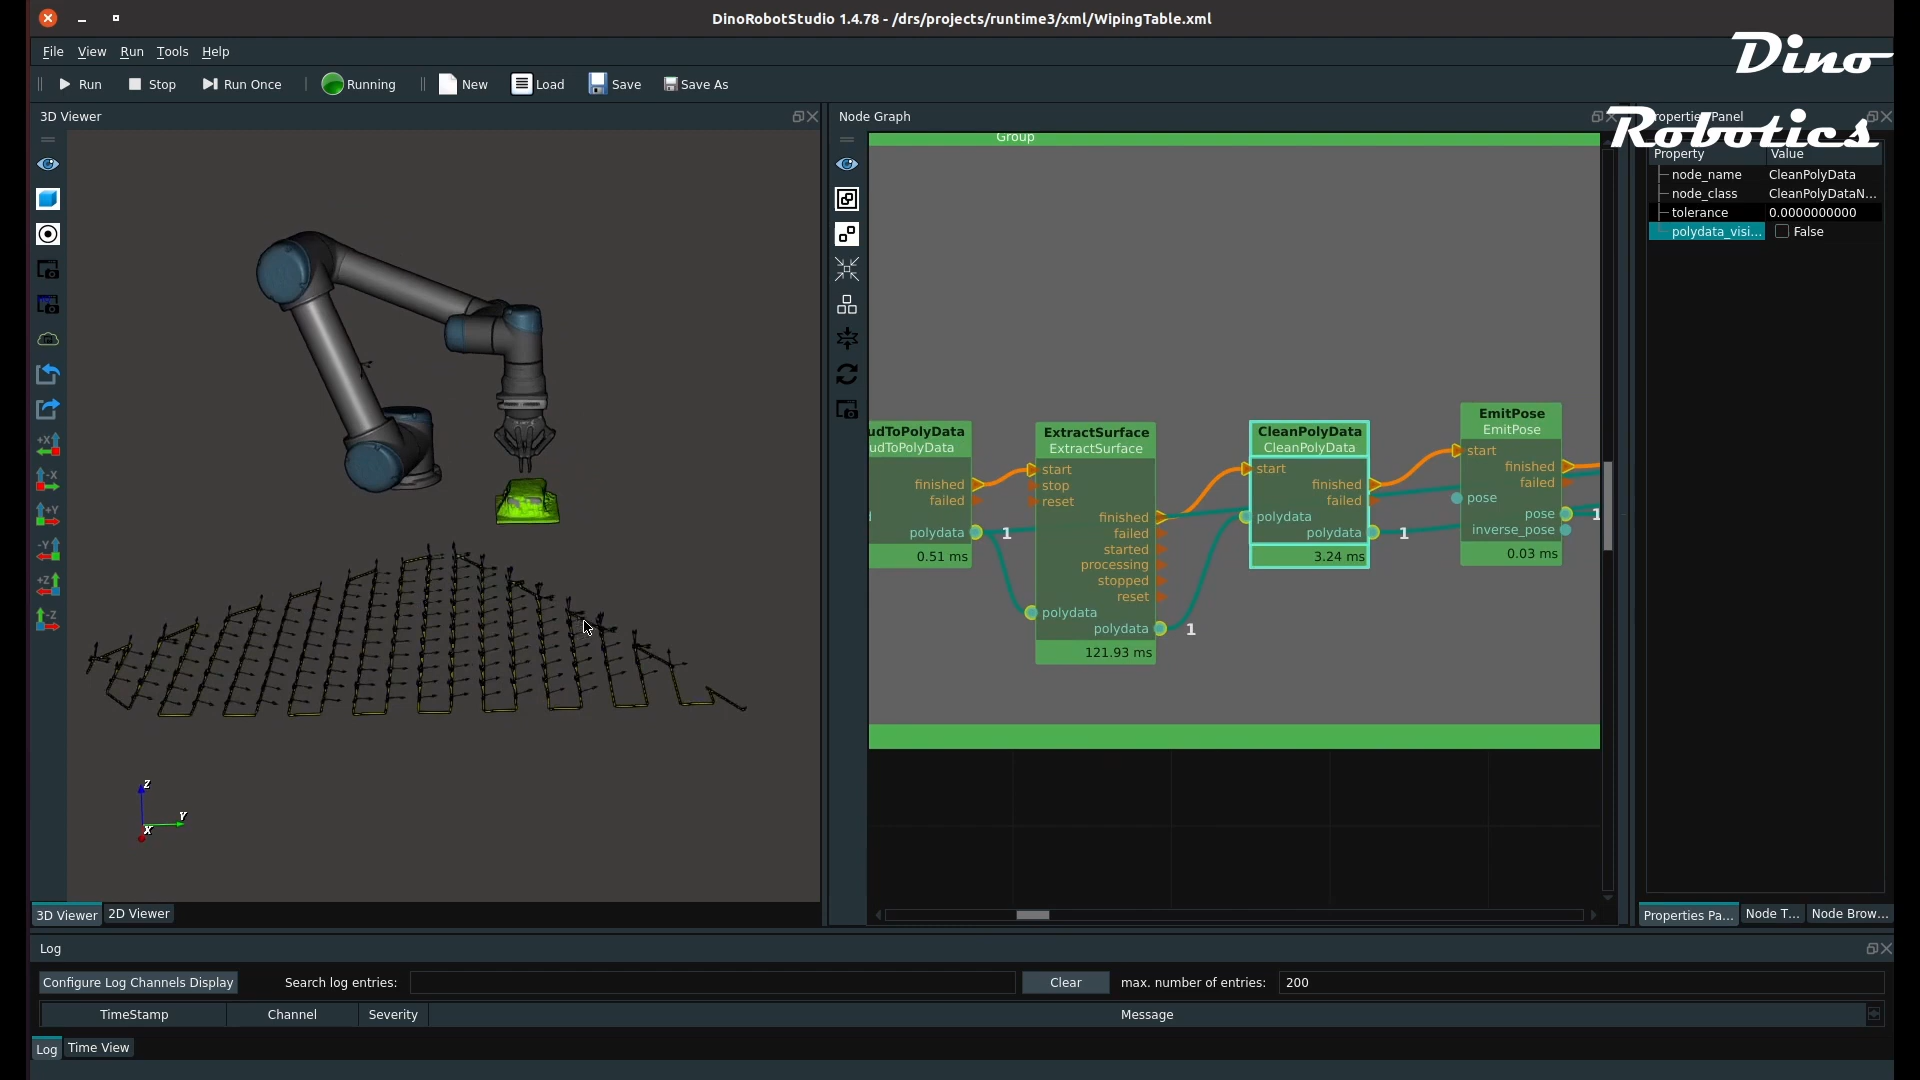 DinoRobotStudio 1.4.78 - /drs/projects/runtime3/xml/WipingTable.xml
File View Run Tools Help
Dino
Robotics
Run Stop Run Once Running New Load Save Save As
3D Viewer
Node Graph
Group
Property Value
node_name CleanPolyData
node_class CleanPolyDataN...
tolerance 0.0000000000
polydata_visi... False
+X
-X
+Y
-Y
+Z
-Z
udToPolyData
udToPolyData
finished
failed
polydata
1
0.51 ms
ExtractSurface
ExtractSurface
start
stop
reset
finished
failed
started
processing
stopped
reset
polydata
polydata
1
121.93 ms
CleanPolyData
CleanPolyData
start
finished
failed
polydata
polydata
1
3.24 ms
EmitPose
EmitPose
start
finished
failed
pose
pose
1
inverse_pose
0.03 ms
Z
Y
X
3D Viewer 2D Viewer
Properties Pa... Node T... Node Brow...
Log
Configure Log Channels Display Search log entries: Clear max. number of entries: 200
TimeStamp Channel Severity Message
Log Time View